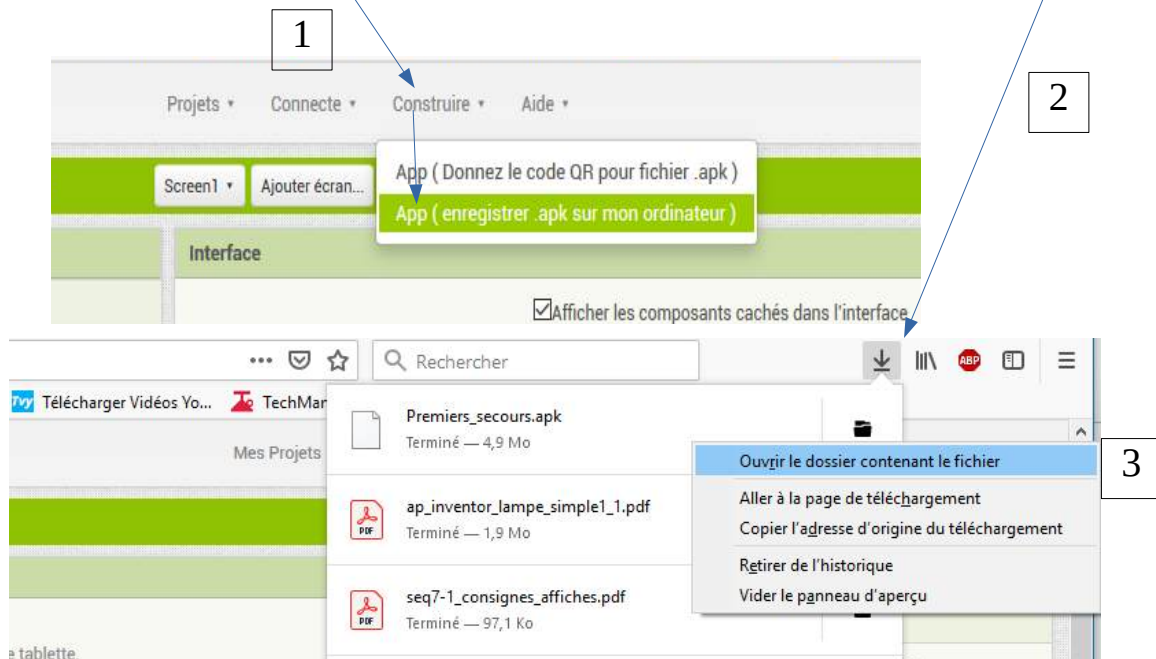 1
2
Projets ▾ Connecte ▾ Construire ▾ Aide ▾
App ( Donnez le code QR pour fichier .apk )
Screen1 ▾ Ajouter écran...
App ( enregistrer .apk sur mon ordinateur )
Interface
Afficher les composants cachés dans l'interface
Rechercher
ABP
Tvy Télécharger Vidéos Yo... TechMar
Premiers_secours.apk
Terminé — 4,9 Mo
Mes Projets
Ouvrir le dossier contenant le fichier
3
Aller à la page de téléchargement
Copier l'adresse d'origine du téléchargement
Retirer de l'historique
Vider le panneau d'aperçu
PDF
ap_inventor_lampe_simple1_1.pdf
Terminé — 1,9 Mo
PDF
seq7-1_consignes_affiches.pdf
Terminé — 97,1 Ko
e tablette.